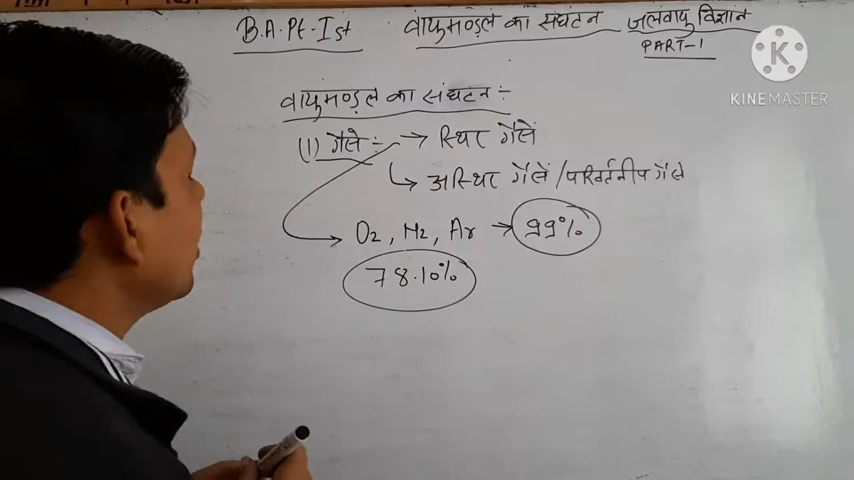 B.A. Pt-Ist वायुमण्डल का संघटन जलवायु विज्ञान
PART-1
K
KINEMASTER
वायुमण्डल का संघटन :-
(1) गैसे :- → स्थिर गैसें
↳ अस्थिर गैसें / परिवर्तनीय गैसे
O2, N2, Ar → 99%
78.10%